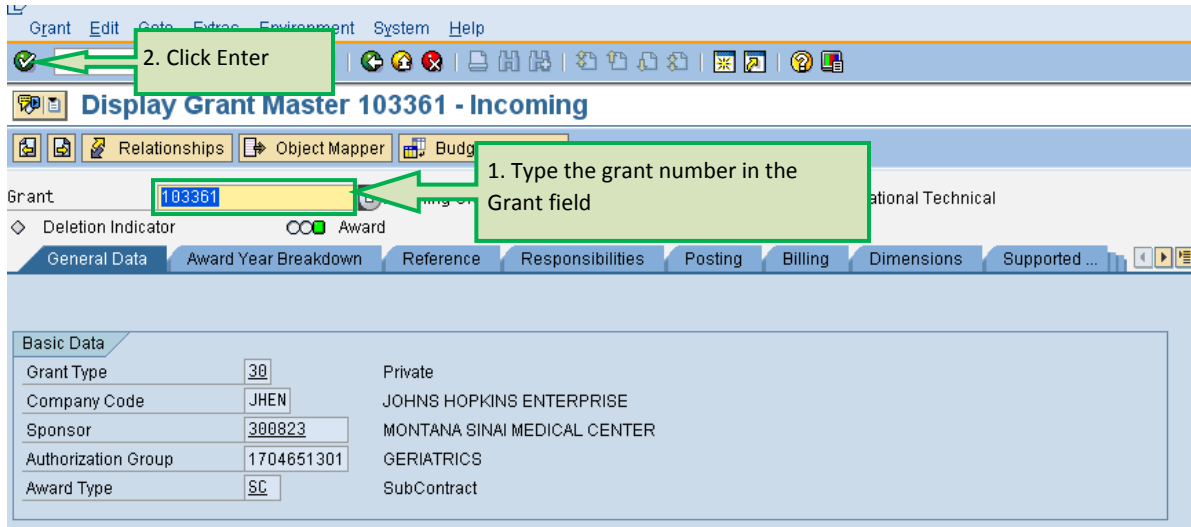 Grant Edit Goto Extras Environment System Help
2. Click Enter
Display Grant Master 103361 - Incoming
Relationships Object Mapper Budg
1. Type the grant number in the
Grant field
Grant 103361 ational Technical
Deletion Indicator Award
General Data Award Year Breakdown Reference Responsibilities Posting Billing Dimensions Supported ...
Basic Data
Grant Type 30 Private
Company Code JHEN JOHNS HOPKINS ENTERPRISE
Sponsor 300823 MONTANA SINAI MEDICAL CENTER
Authorization Group 1704651301 GERIATRICS
Award Type SC SubContract